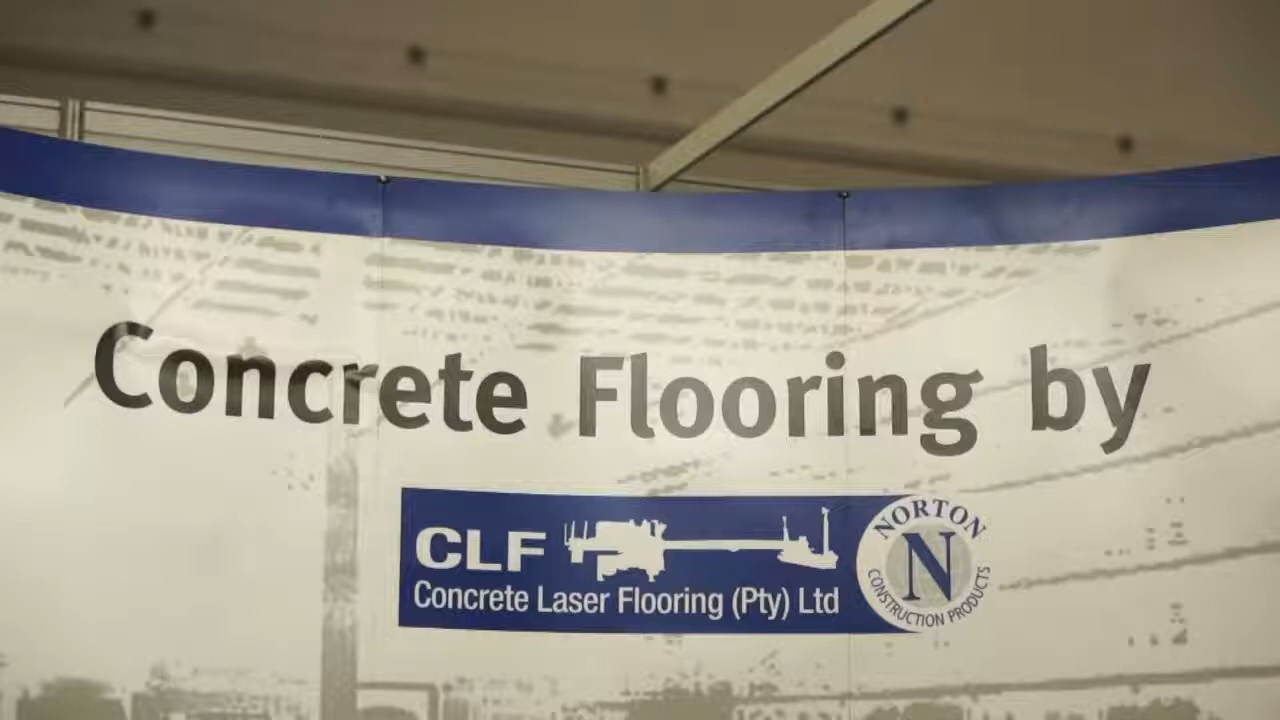 Concrete Flooring by
CLF
Concrete Laser Flooring (Pty) Ltd
NORTON
N
CONSTRUCTION PRODUCTS